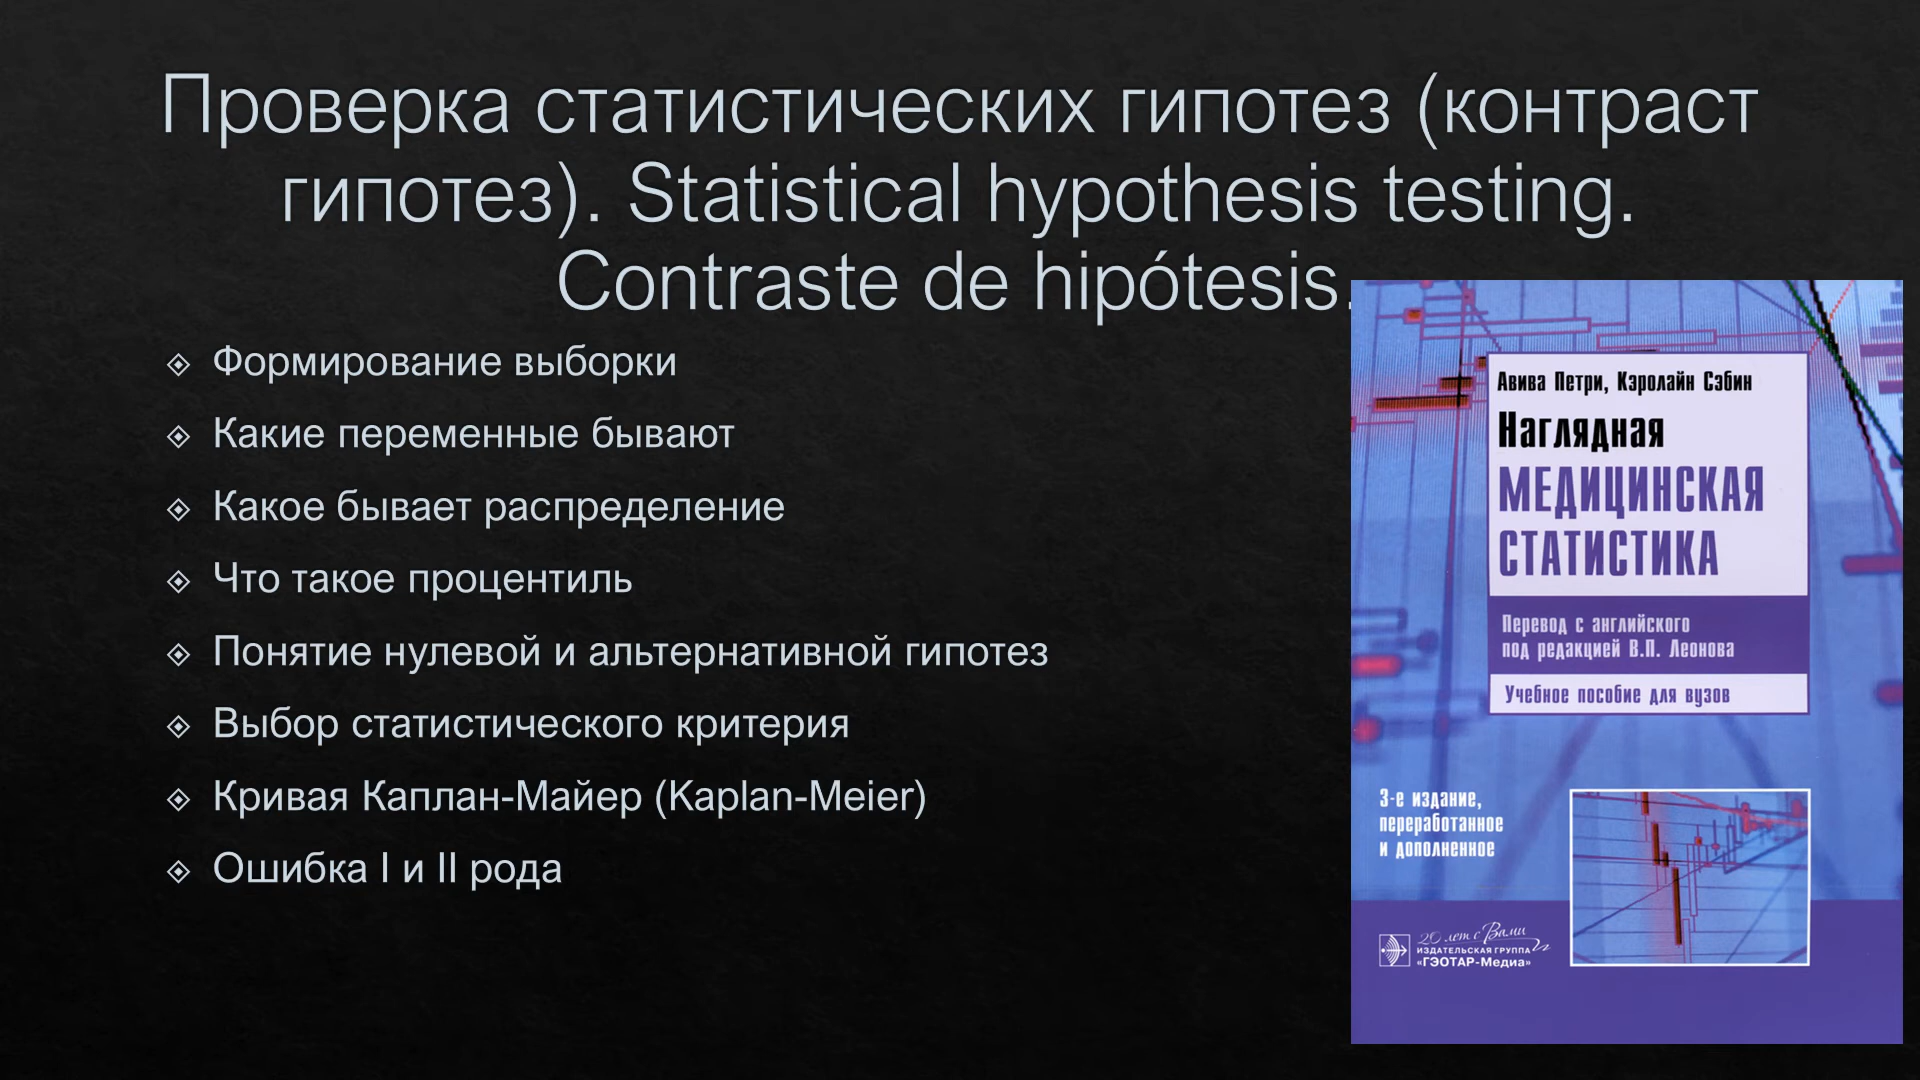 Проверка статистических гипотез (контраст
гипотез). Statistical hypothesis testing.
Contraste de hipótesis.
Формирование выборки
Какие переменные бывают
Какое бывает распределение
Что такое процентиль
Понятие нулевой и альтернативной гипотез
Выбор статистического критерия
Кривая Каплан-Майер (Kaplan-Meier)
Ошибка I и II рода
Авива Петри, Кэролайн Сэбин
Наглядная
МЕДИЦИНСКАЯ
СТАТИСТИКА
Перевод с английского
под редакцией В.П. Леонова
Учебное пособие для вузов
3-е издание,
переработанное
и дополненное
20 лет с Вами
ИЗДАТЕЛЬСКАЯ ГРУППА
«ГЭОТАР-Медиа»